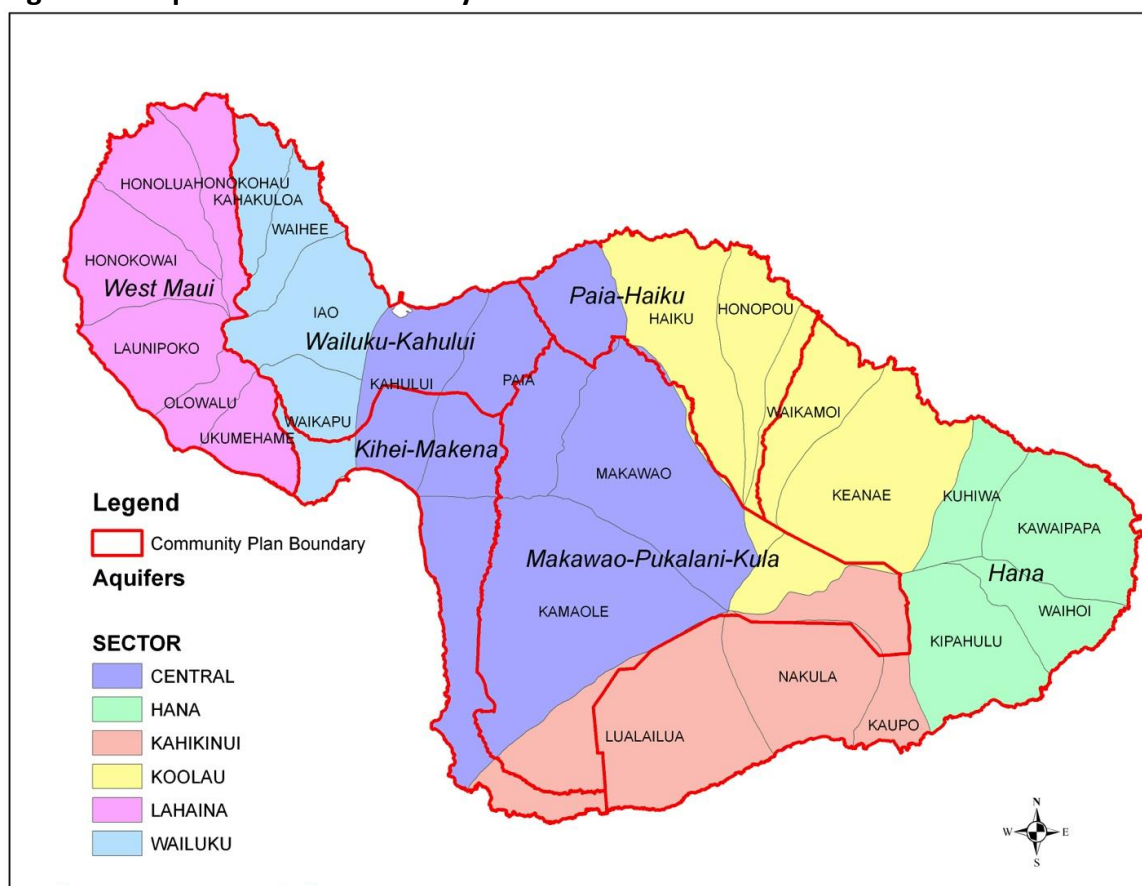 HONOLUA
HONOKOHAU
KAHAKULOA
WAIHEE
HONOKOWAI
West Maui
IAO
Wailuku-Kahului
LAUNIPOKO
KAHULUI
PAIA
OLOWALU
WAIKAPU
UKUMEHAME
Kihei-Makena
Paia-Haiku
HAIKU
HONOPOU
WAIKAMOI
MAKAWAO
KEANAE
KUHIWA
KAWAIPAPA
Makawao-Pukalani-Kula
Hana
KAMAOLE
WAIHOI
KIPAHULU
NAKULA
KAUPO
LUALAILUA
Legend
Community Plan Boundary
Aquifers
SECTOR
CENTRAL
HANA
KAHIKINUI
KOOLAU
LAHAINA
WAILUKU
N
W E
S